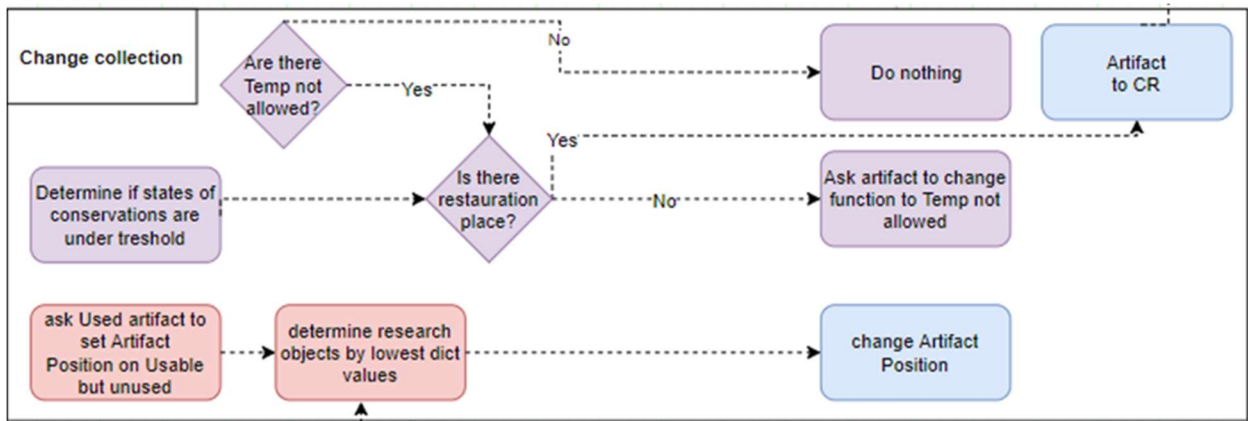 Change collection
Are there
Temp not
allowed?
No
Yes
Do nothing
Artifact
to CR
Determine if states of
conservations are
under treshold
Is there
restauration
place?
Yes
No
Ask artifact to change
function to Temp not
allowed
ask Used artifact to
set Artifact
Position on Usable
but unused
determine research
objects by lowest dict
values
change Artifact
Position